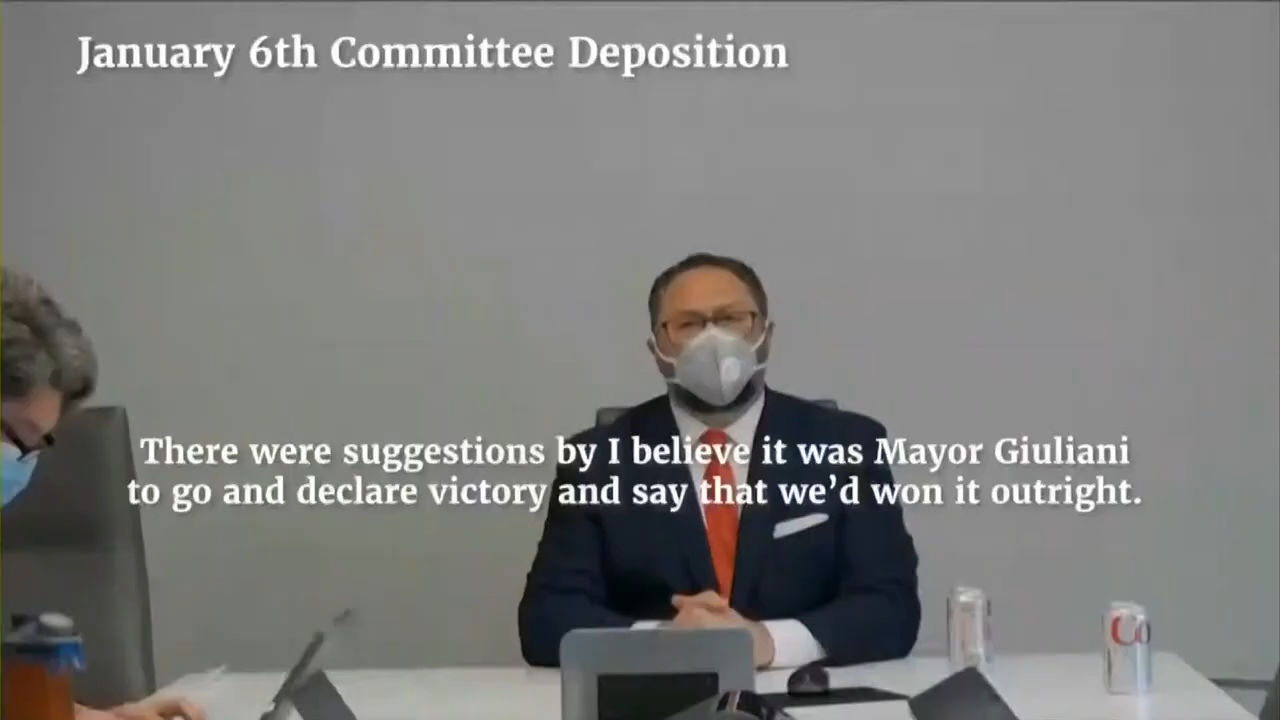 January 6th Committee Deposition
There were suggestions by I believe it was Mayor Giuliani
to go and declare victory and say that we’d won it outright.